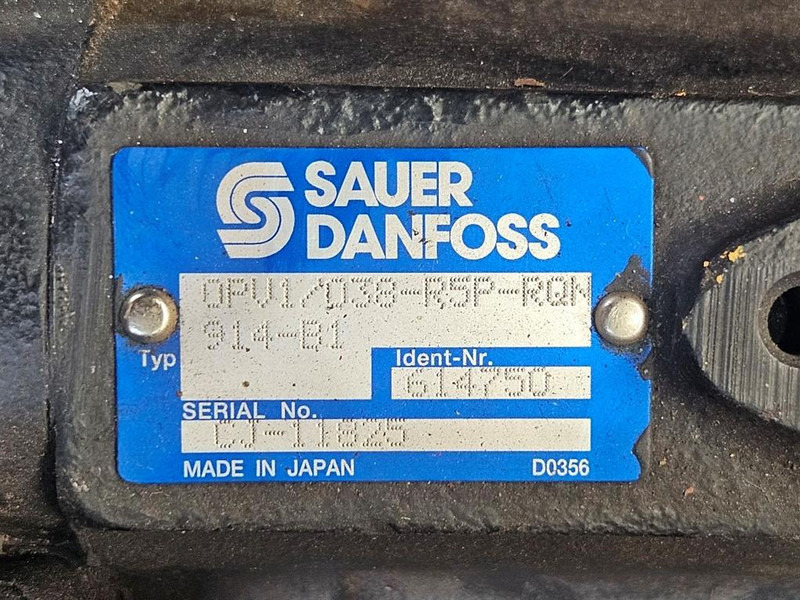 SAUER
DANFOSS
OPV1/038-R5P-RQN
914-B1
Typ
Ident-Nr.
614750
SERIAL No.
CJ-11825
MADE IN JAPAN D0356